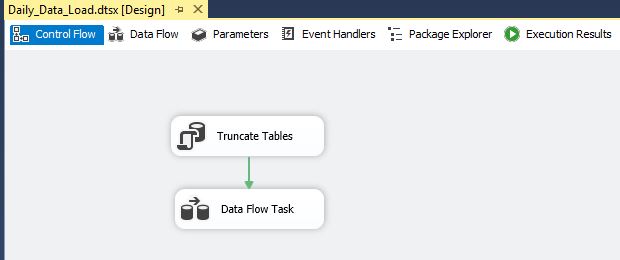 Daily_Data_Load.dtsx [Design]
Control Flow Data Flow Parameters Event Handlers Package Explorer Execution Results
Truncate Tables
Data Flow Task